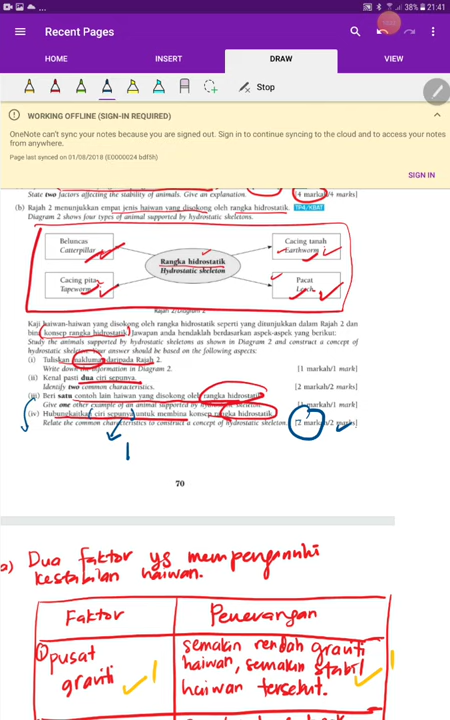 38% 21:41
Recent Pages
HOME INSERT DRAW VIEW
Stop
WORKING OFFLINE (SIGN-IN REQUIRED)
OneNote can't sync your notes because you are signed out. Sign in to continue syncing to the cloud and to access your notes from anywhere.
Page last synced on 01/08/2018 (E0000024 bdf5h)
SIGN IN
State two factors affecting the stability of animals. Give an explanation. [4 markah/4 marks]
(b) Rajah 2 menunjukkan empat jenis haiwan yang disokong oleh rangka hidrostatik. TP4/KBAT
Diagram 2 shows four types of animal supported by hydrostatic skeletons.
Beluncas
Catterpillar
Cacing tanah
Earthworm
Rangka hidrostatik
Hydrostatic skeleton
Cacing pita
Tapeworm
Pacat
Leech
Rajah 2/Diagram 2
Kaji haiwan-haiwan yang disokong oleh rangka hidrostatik seperti yang ditunjukkan dalam Rajah 2 dan
bina konsep rangka hidrostatik. Jawapan anda hendaklah berdasarkan aspek-aspek yang berikut:
Study the animals supported by hydrostatic skeletons as shown in Diagram 2 and construct a concept of
hydrostatic skeleton. Your answer should be based on the following aspects:
(i) Tuliskan maklumat daripada Rajah 2.
Write down the information in Diagram 2. [1 markah/1 mark]
(ii) Kenal pasti dua ciri sepunya.
Identify two common characteristics. [2 markah/2 marks]
(iii) Beri satu contoh lain haiwan yang disokong oleh rangka hidrostatik.
Give one other example of an animal supported by hydrostatic skeleton. [1 markah/1 mark]
(iv) Hubungkaitkan ciri sepunya untuk membina konsep rangka hidrostatik.
Relate the common characteristics to construct a concept of hydrostatic skeleton. [2 markah/2 marks]
1
70
a) Dua faktor yg mempengaruhi
kestabilan haiwan.
Faktor Penerangan
① pusat
graviti
1
semakin rendah graviti
haiwan, semakin stabil
haiwan tersebut.
1